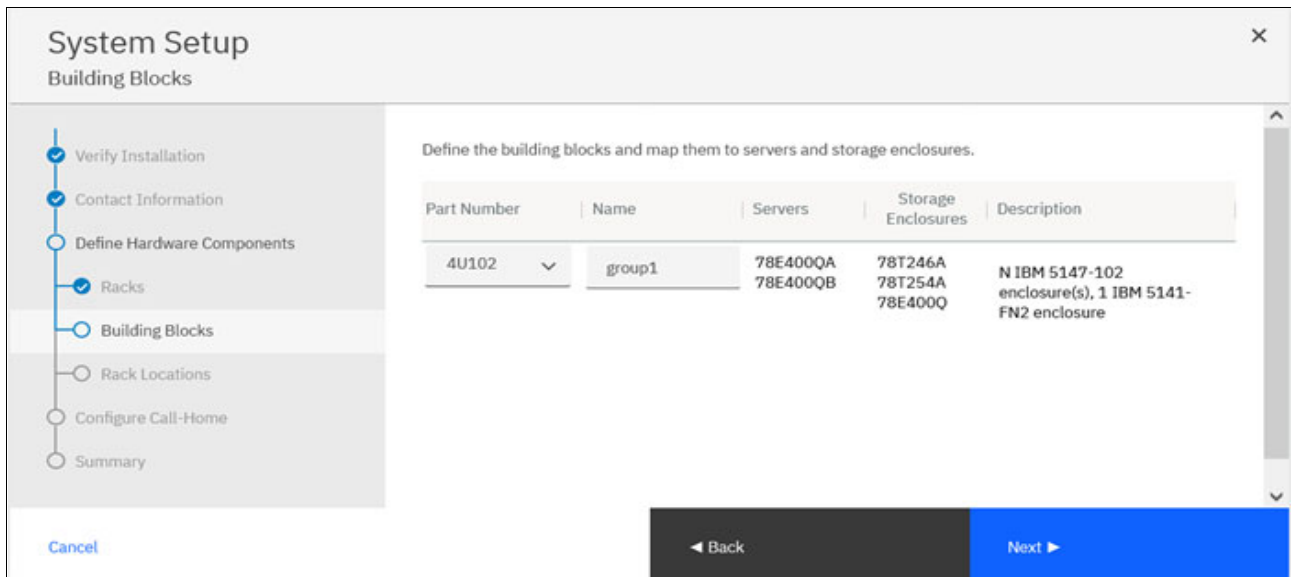 System Setup
Building Blocks
Verify Installation
Contact Information
Define Hardware Components
Racks
Building Blocks
Rack Locations
Configure Call-Home
Summary
Define the building blocks and map them to servers and storage enclosures.
Part Number Name Servers Storage Enclosures Description
4U102 group1
78E400QA
78E400QB
78T246A
78T254A
78E400Q
N IBM 5147-102
enclosure(s), 1 IBM 5141-
FN2 enclosure
Cancel
◄ Back
Next ►